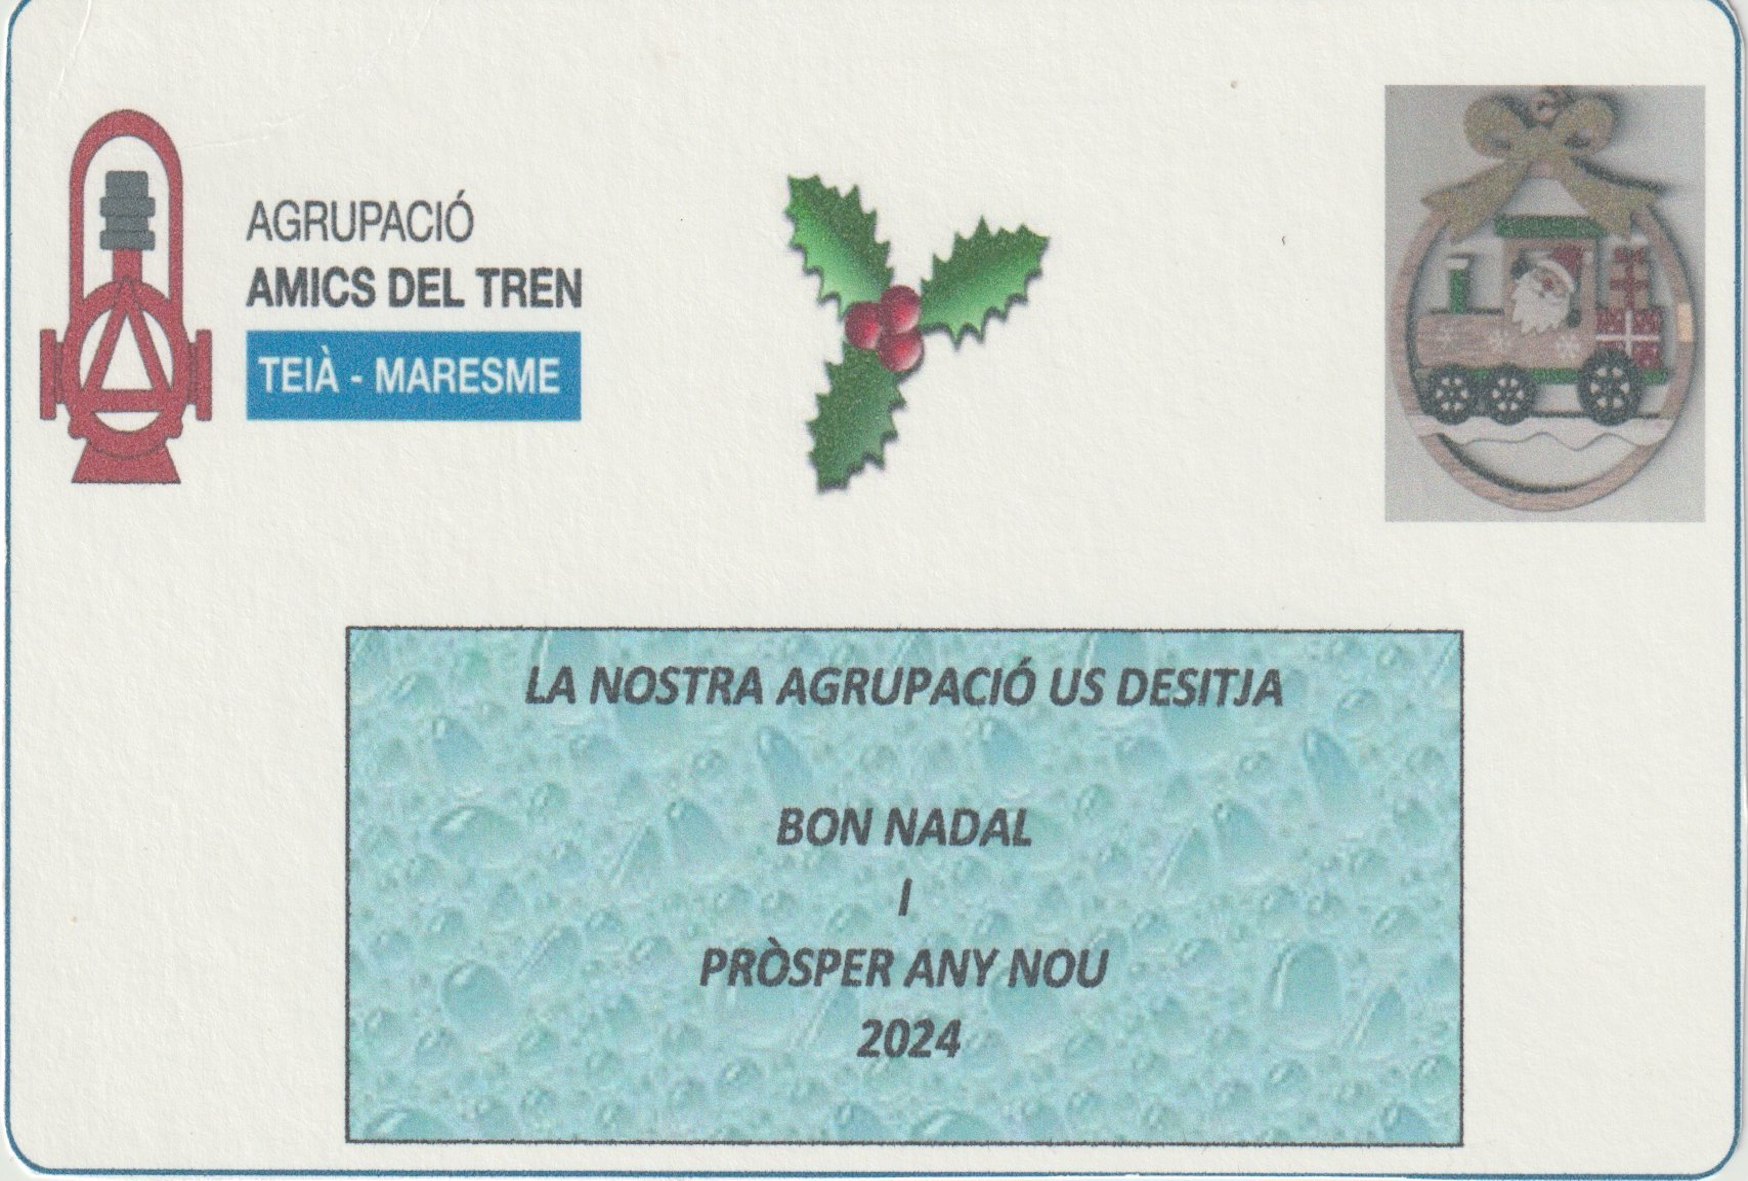 AGRUPACIÓ
AMICS DEL TREN
TEIÀ - MARESME
LA NOSTRA AGRUPACIÓ US DESITJA
BON NADAL
I
PRÒSPER ANY NOU
2024